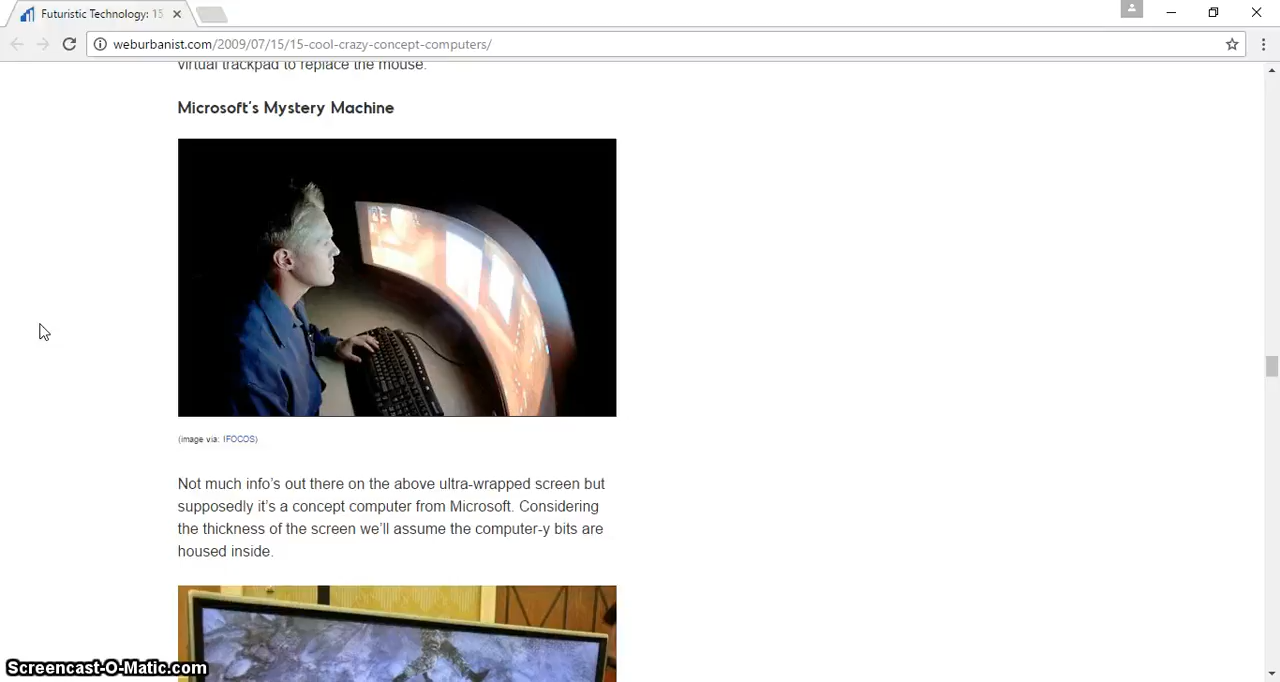 Futuristic Technology: 15
weburbanist.com/2009/07/15/15-cool-crazy-concept-computers/
virtual trackpad to replace the mouse.
Microsoft's Mystery Machine
(image via: IFOCOS)
Not much info's out there on the above ultra-wrapped screen but
supposedly it's a concept computer from Microsoft. Considering
the thickness of the screen we'll assume the computer-y bits are
housed inside.
Screencast-O-Matic.com